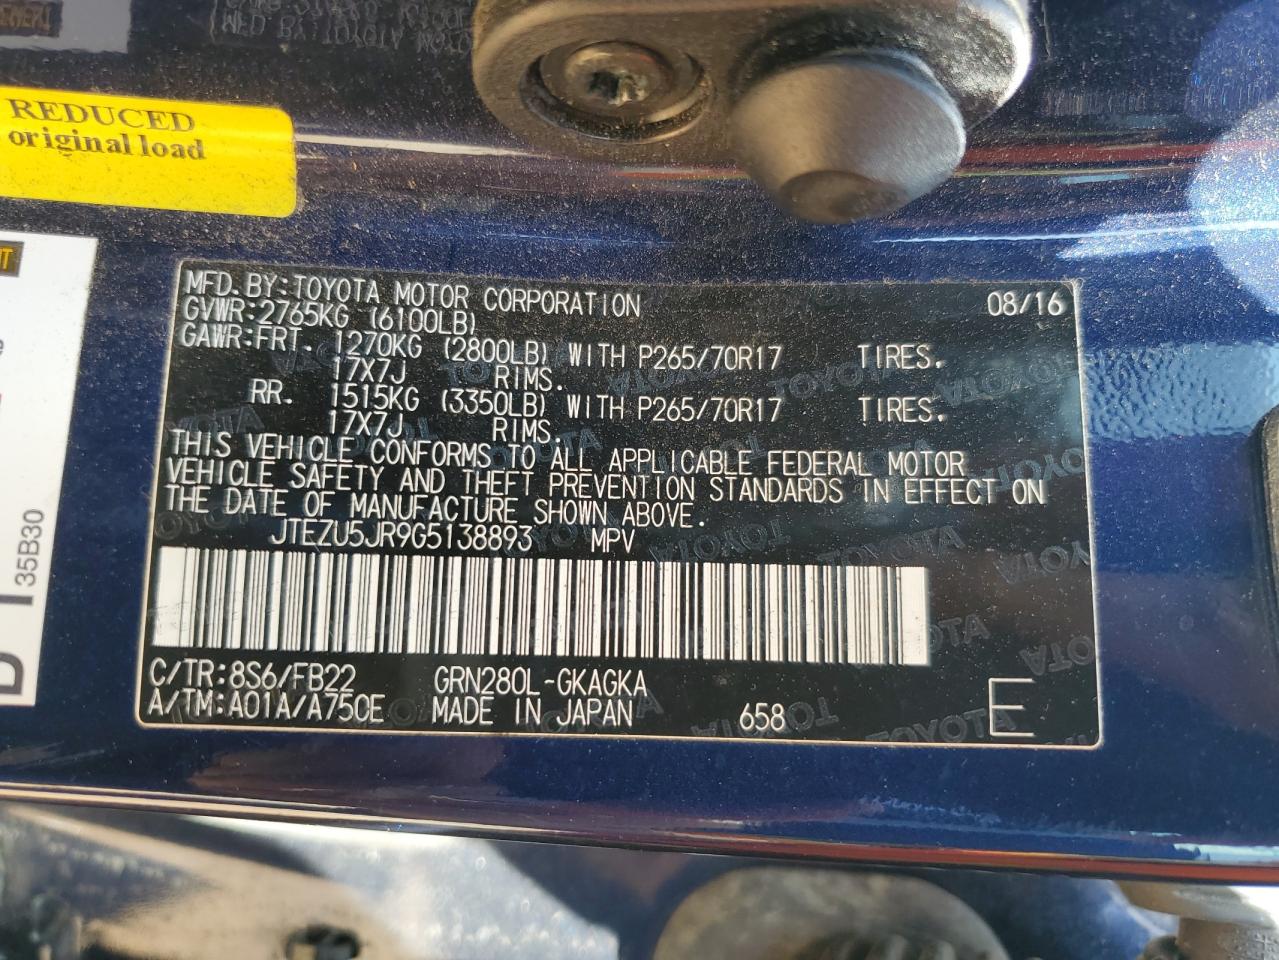 REDUCED
original load
MFD.BY:TOYOTA MOTOR CORPORATION 08/16
GVWR:2765KG (6100LB)
GAWR:FRT. 1270KG (2800LB) WITH P265/70R17 TIRES.
17X7J RIMS.
RR. 1515KG (3350LB) WITH P265/70R17 TIRES.
17X7J RIMS.
THIS VEHICLE CONFORMS TO ALL APPLICABLE FEDERAL MOTOR
VEHICLE SAFETY AND THEFT PREVENTION STANDARDS IN EFFECT ON
THE DATE OF MANUFACTURE SHOWN ABOVE.
JTEZU5JR9G5138893 MPV
C/TR:8S6/FB22 GRN280L-GKAGKA
A/TM:A01A/A75CE MADE IN JAPAN 658 E
35B30